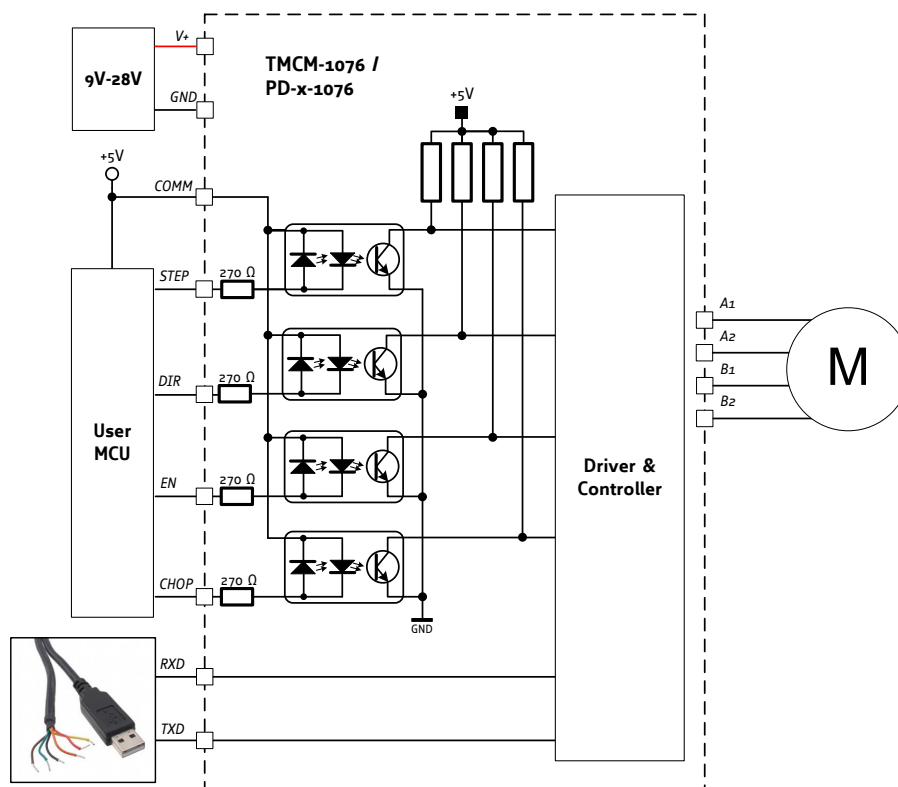 V+
9V-28V
GND
TMCM-1076 /
PD-x-1076
+5V
+5V
COMM
STEP
270 Ω
DIR
270 Ω
EN
270 Ω
CHOP
270 Ω
User
MCU
GND
Driver &
Controller
A1
A2
B1
B2
M
RXD
TXD